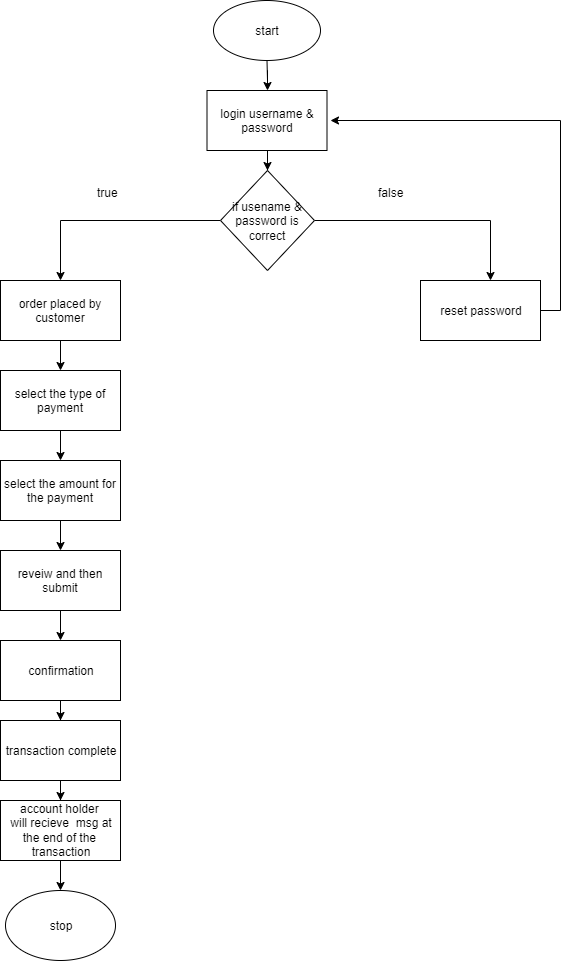 start
login username &
password
true
false
if usename &
password is
correct
order placed by
customer
reset password
select the type of
payment
select the amount for
the payment
reveiw and then
submit
confirmation
transaction complete
account holder
will recieve  msg at
the end of the
transaction
stop